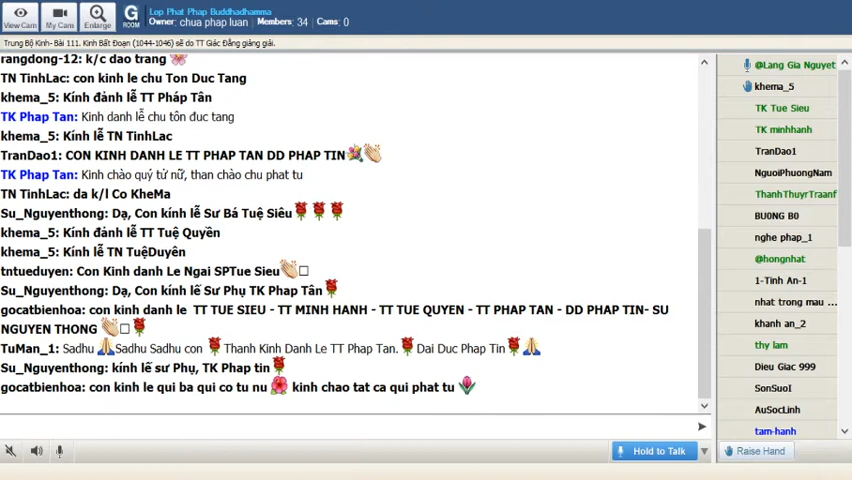 Lop Phat Phap Buddhadhamma
Owner: chua phap luan Members: 34 Cams: 0
View Cam
My Cam
Enlarge
G
ROOM
Trung Bộ Kinh- Bài 111. Kinh Bất Đoạn (1044-1046) sẽ do TT Giác Đẳng giảng giải.
rangdong-12: k/c dao trang
TN TinhLac: con kinh le chu Ton Duc Tang
khema_5: Kính đảnh lễ TT Pháp Tân
TK Phap Tan: Kinh danh lễ chu tôn đuc tang
khema_5: Kính lễ TN TinhLac
TranDao1: CON KINH DANH LE TT PHAP TAN DD PHAP TIN
TK Phap Tan: Kinh chào quý tử nữ, than chào chu phat tu
TN TinhLac: da k/l Co KheMa
Su_Nguyenthong: Dạ, Con kính lễ Sư Bá Tuệ Siêu
khema_5: Kính đảnh lễ TT Tuệ Quyền
khema_5: Kính lễ TN TuệDuyên
tntueduyen: Con Kinh danh Le Ngai SPTue Sieu
Su_Nguyenthong: Dạ, Con kính lế Sư Phụ TK Phap Tân
gocatbienhoa: con kinh danh le TT TUE SIEU - TT MINH HANH - TT TUE QUYEN - TT PHAP TAN - DD PHAP TIN- SU
NGUYEN THONG
TuMan_1: Sadhu Sadhu Sadhu con Thanh Kinh Danh Le TT Phap Tan. Dai Duc Phap Tin
Su_Nguyenthong: kính lế sư Phụ, TK Phap tin
gocatbienhoa: con kinh le qui ba qui co tu nu kinh chao tat ca qui phat tu
@Lang Gia Nguyet
khema_5
TK Tue Sieu
TK minhhanh
TranDao1
NguoiPhuongNam
ThanhThuyrTraanf
BU0NG B0
nghe phap_1
@hongnhat
1-Tinh An-1
nhat trong mau ...
khanh an_2
thy lam
Dieu Giac 999
SonSuoI
AuSocLinh
tam-hanh
Hold to Talk
Raise Hand